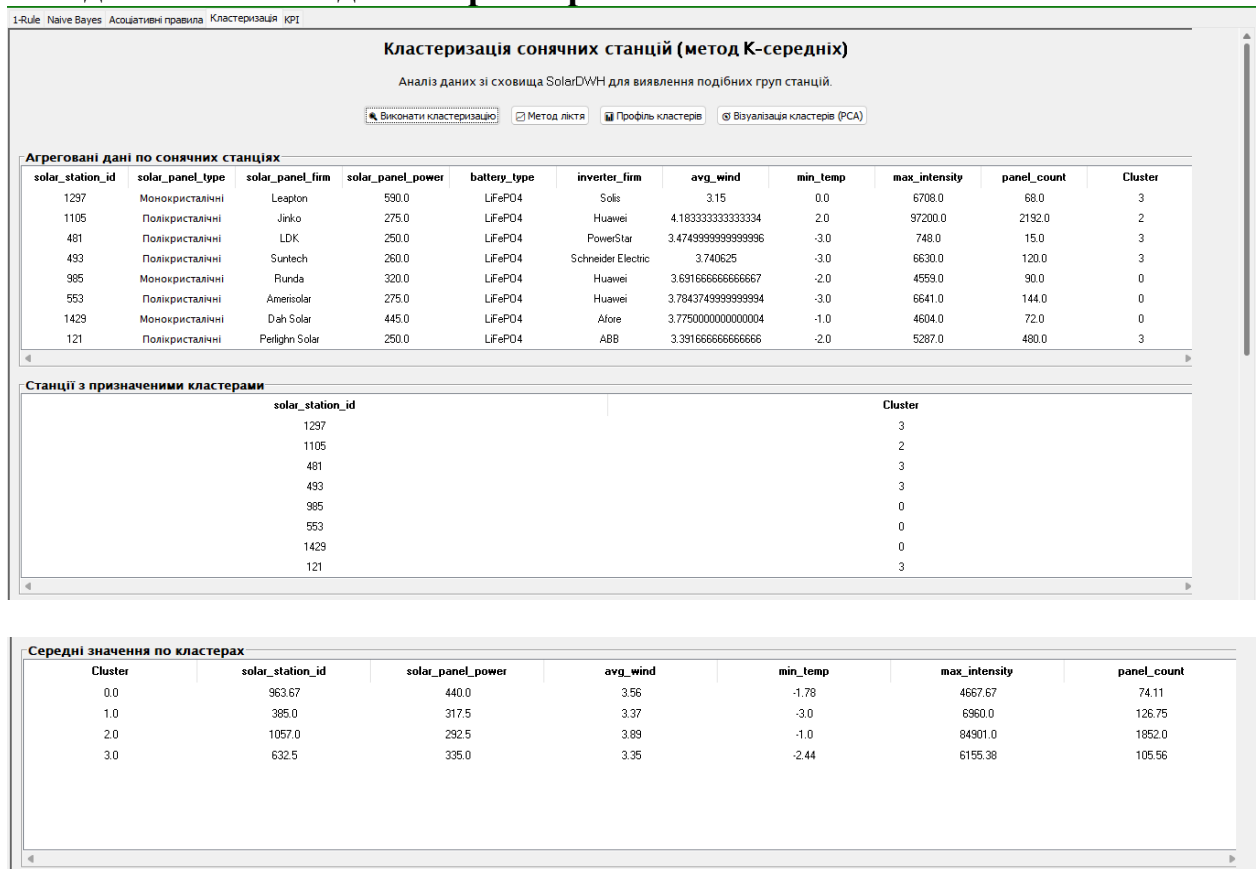 1-Rule Naive Bayes Асоціативні правила Кластеризація KPI
Кластеризація сонячних станцій (метод K-середніх)
Аналіз даних зі сховища SolarDWH для виявлення подібних груп станцій.
Виконати кластеризацію Метод ліктя Профіль кластерів Візуалізація кластерів (PCA)
Агреговані дані по сонячних станціях
solar_station_id solar_panel_type solar_panel_firm solar_panel_power battery_type inverter_firm avg_wind min_temp max_intensity panel_count Cluster
1297 Монокристалічні Leapton 590.0 LiFePO4 Solis 3.15 0.0 6708.0 68.0 3
1105 Полікристалічні Jinko 275.0 LiFePO4 Huawei 4.183333333333334 2.0 97200.0 2192.0 2
481 Полікристалічні LDK 250.0 LiFePO4 PowerStar 3.4749999999999996 -3.0 748.0 15.0 3
493 Полікристалічні Suntech 260.0 LiFePO4 Schneider Electric 3.740625 -3.0 6630.0 120.0 3
985 Монокристалічні Runda 320.0 LiFePO4 Huawei 3.691666666666667 -2.0 4559.0 90.0 0
553 Полікристалічні Amerisolar 275.0 LiFePO4 Huawei 3.7843749999999994 -3.0 6641.0 144.0 0
1429 Монокристалічні Dah Solar 445.0 LiFePO4 Afore 3.7750000000000004 -1.0 4604.0 72.0 0
121 Полікристалічні Perlighn Solar 250.0 LiFePO4 ABB 3.391666666666666 -2.0 5287.0 480.0 3
Станції з призначеними кластерами
solar_station_id Cluster
1297 3
1105 2
481 3
493 3
985 0
553 0
1429 0
121 3
Середні значення по кластерах
Cluster solar_station_id solar_panel_power avg_wind min_temp max_intensity panel_count
0.0 963.67 440.0 3.56 -1.78 4667.67 74.11
1.0 385.0 317.5 3.37 -3.0 6960.0 126.75
2.0 1057.0 292.5 3.89 -1.0 84901.0 1852.0
3.0 632.5 335.0 3.35 -2.44 6155.38 105.56